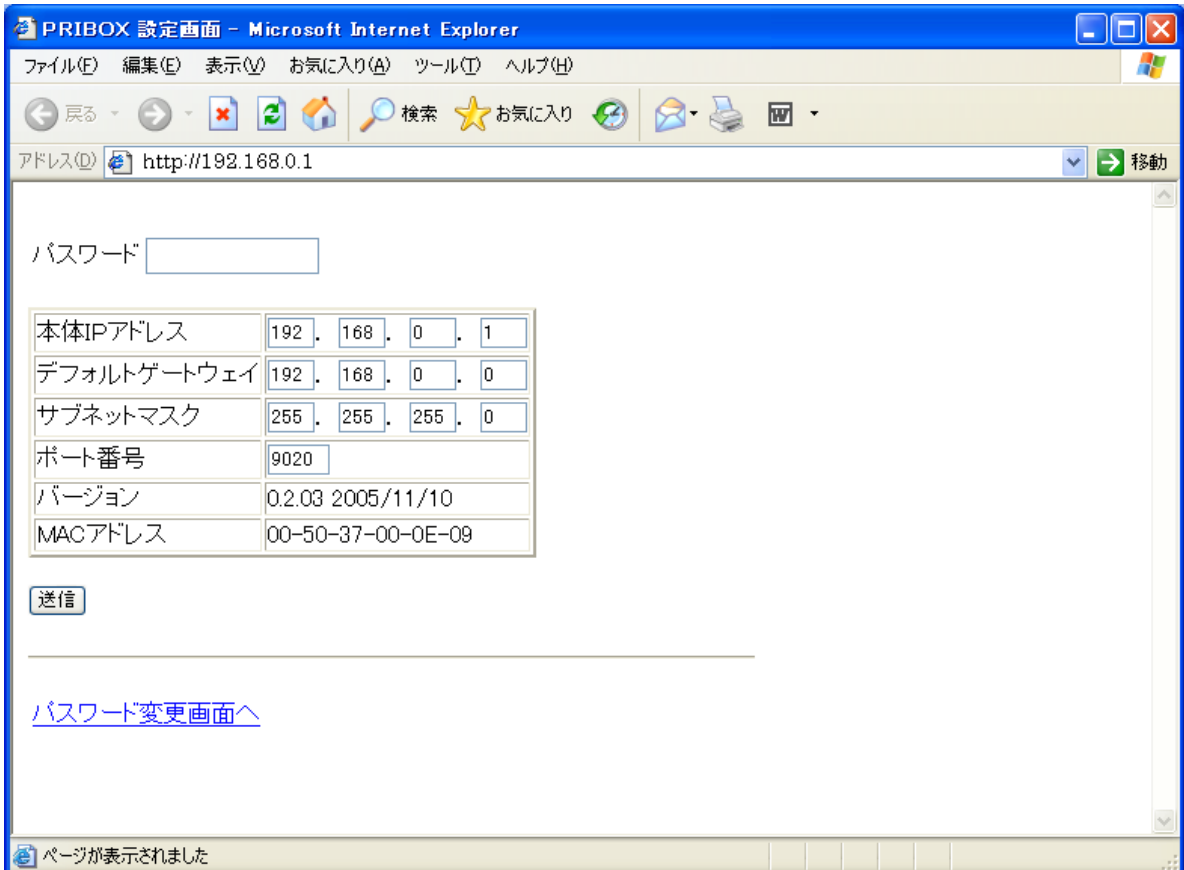 PRIBOX 設定画面 - Microsoft Internet Explorer
ファイル(F) 編集(E) 表示(V) お気に入り(A) ツール(T) ヘルプ(H)
戻る 検索 お気に入り W
アドレス(D) http://192.168.0.1 移動
パスワード
本体IPアドレス 192 . 168 . 0 . 1
デフォルトゲートウェイ 192 . 168 . 0 . 0
サブネットマスク 255 . 255 . 255 . 0
ポート番号 9020
バージョン 0.2.03 2005/11/10
MACアドレス 00-50-37-00-0E-09
送信
パスワード変更画面へ
ページが表示されました